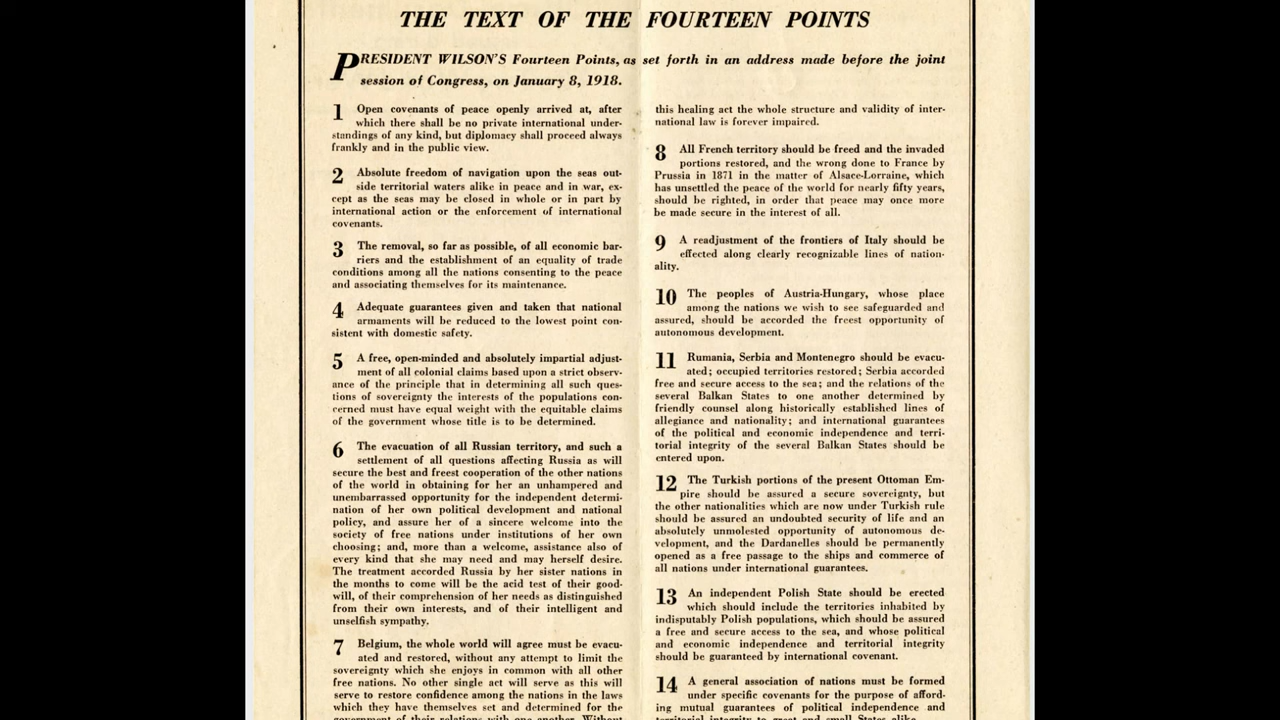 THE TEXT OF THE FOURTEEN POINTS
PRESIDENT WILSON'S Fourteen Points, as set forth in an address made before the joint
session of Congress, on January 8, 1918.
1 Open covenants of peace openly arrived at, after
which there shall be no private international under-
standings of any kind, but diplomacy shall proceed always
frankly and in the public view.
2 Absolute freedom of navigation upon the seas out-
side territorial waters alike in peace and in war, ex-
cept as the seas may be closed in whole or in part by
international action or the enforcement of international
covenants.
3 The removal, so far as possible, of all economic bar-
riers and the establishment of an equality of trade
conditions among all the nations consenting to the peace
and associating themselves for its maintenance.
4 Adequate guarantees given and taken that national
armaments will be reduced to the lowest point con-
sistent with domestic safety.
5 A free, open-minded and absolutely impartial adjust-
ment of all colonial claims based upon a strict observ-
ance of the principle that in determining all such ques-
tions of sovereignty the interests of the populations con-
cerned must have equal weight with the equitable claims
of the government whose title is to be determined.
6 The evacuation of all Russian territory, and such a
settlement of all questions affecting Russia as will
secure the best and freest cooperation of the other nations
of the world in obtaining for her an unhampered and
unembarrassed opportunity for the independent determi-
nation of her own political development and national
policy, and assure her of a sincere welcome into the
society of free nations under institutions of her own
choosing; and, more than a welcome, assistance also of
every kind that she may need and may herself desire.
The treatment accorded Russia by her sister nations in
the months to come will be the acid test of their good-
will, of their comprehension of her needs as distinguished
from their own interests, and of their intelligent and
unselfish sympathy.
7 Belgium, the whole world will agree must be evacu-
ated and restored, without any attempt to limit the
sovereignty which she enjoys in common with all other
free nations. No other single act will serve as this will
serve to restore confidence among the nations in the laws
which they have themselves set and determined for the
government of their relations with one another. Without
this healing act the whole structure and validity of inter-
national law is forever impaired.
8 All French territory should be freed and the invaded
portions restored, and the wrong done to France by
Prussia in 1871 in the matter of Alsace-Lorraine, which
has unsettled the peace of the world for nearly fifty years,
should be righted, in order that peace may once more
be made secure in the interest of all.
9 A readjustment of the frontiers of Italy should be
effected along clearly recognizable lines of nation-
ality.
10 The peoples of Austria-Hungary, whose place
among the nations we wish to see safeguarded and
assured, should be accorded the freest opportunity of
autonomous development.
11 Rumania, Serbia and Montenegro should be evacu-
ated; occupied territories restored; Serbia accorded
free and secure access to the sea; and the relations of the
several Balkan States to one another determined by
friendly counsel along historically established lines of
allegiance and nationality; and international guarantees
of the political and economic independence and terri-
torial integrity of the several Balkan States should be
entered upon.
12 The Turkish portions of the present Ottoman Em-
pire should be assured a secure sovereignty, but
the other nationalities which are now under Turkish rule
should be assured an undoubted security of life and an
absolutely unmolested opportunity of autonomous de-
velopment, and the Dardanelles should be permanently
opened as a free passage to the ships and commerce of
all nations under international guarantees.
13 An independent Polish State should be erected
which should include the territories inhabited by
indisputably Polish populations, which should be assured
a free and secure access to the sea, and whose political
and economic independence and territorial integrity
should be guaranteed by international covenant.
14 A general association of nations must be formed
under specific covenants for the purpose of afford-
ing mutual guarantees of political independence and
territorial integrity to great and small States alike.